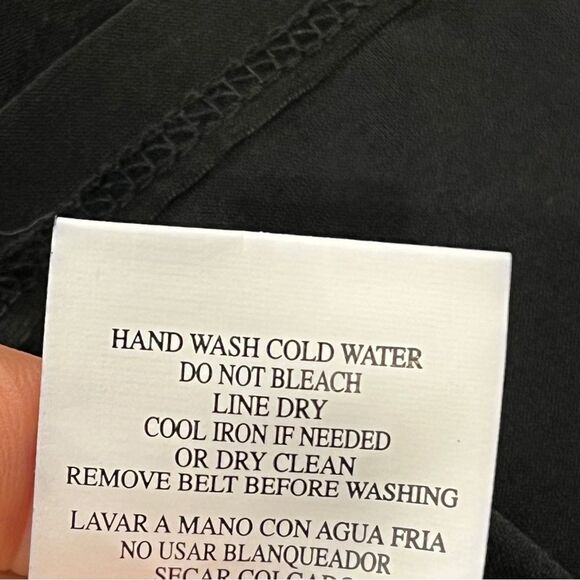 HAND WASH COLD WATER
DO NOT BLEACH
LINE DRY
COOL IRON IF NEEDED
OR DRY CLEAN
REMOVE BELT BEFORE WASHING
LAVAR A MANO CON AGUA FRIA
NO USAR BLANQUEADOR
SECAR